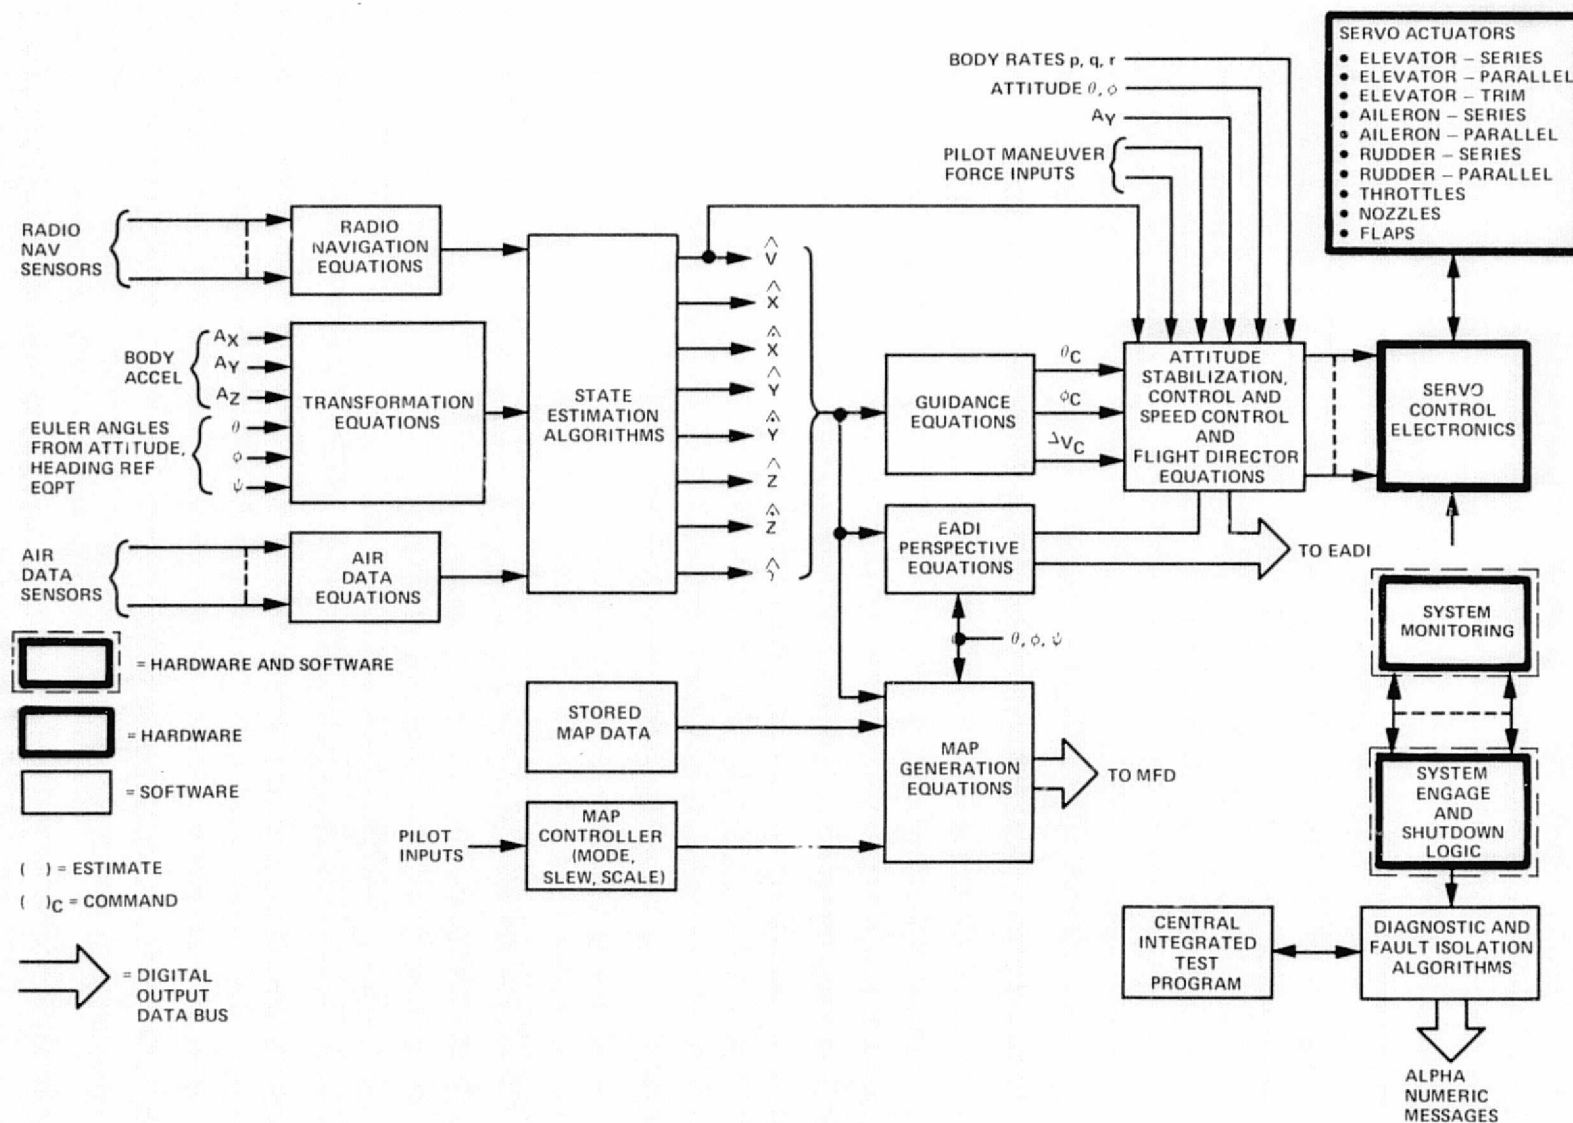 SERVO ACTUATORS
• ELEVATOR – SERIES
• ELEVATOR – PARALLEL
• ELEVATOR – TRIM
• AILERON – SERIES
• AILERON – PARALLEL
• RUDDER – SERIES
• RUDDER – PARALLEL
• THROTTLES
• NOZZLES
• FLAPS
BODY RATES p, q, r
ATTITUDE θ, ϕ
AY
PILOT MANEUVER
FORCE INPUTS
RADIO
NAV
SENSORS
RADIO
NAVIGATION
EQUATIONS
BODY
ACCEL
AX
AY
AZ
EULER ANGLES
FROM ATTITUDE,
HEADING REF
EQPT
θ
ϕ
ψ
TRANSFORMATION
EQUATIONS
AIR
DATA
SENSORS
AIR
DATA
EQUATIONS
STATE
ESTIMATION
ALGORITHMS
V̂
X̂
Ẋ̂
Ŷ
Ẏ̂
Ẑ
Ż̂
GUIDANCE
EQUATIONS
θC
ϕC
ΔVC
ATTITUDE
STABILIZATION,
CONTROL AND
SPEED CONTROL
AND
FLIGHT DIRECTOR
EQUATIONS
SERVO
CONTROL
ELECTRONICS
EADI
PERSPECTIVE
EQUATIONS
TO EADI
θ, ϕ, ψ
SYSTEM
MONITORING
STORED
MAP DATA
MAP
GENERATION
EQUATIONS
TO MFD
PILOT
INPUTS
MAP
CONTROLLER
(MODE,
SLEW, SCALE)
SYSTEM
ENGAGE
AND
SHUTDOWN
LOGIC
CENTRAL
INTEGRATED
TEST
PROGRAM
DIAGNOSTIC AND
FAULT ISOLATION
ALGORITHMS
ALPHA
NUMERIC
MESSAGES
= HARDWARE AND SOFTWARE
= HARDWARE
= SOFTWARE
( ) = ESTIMATE
( )C = COMMAND
= DIGITAL
OUTPUT
DATA BUS